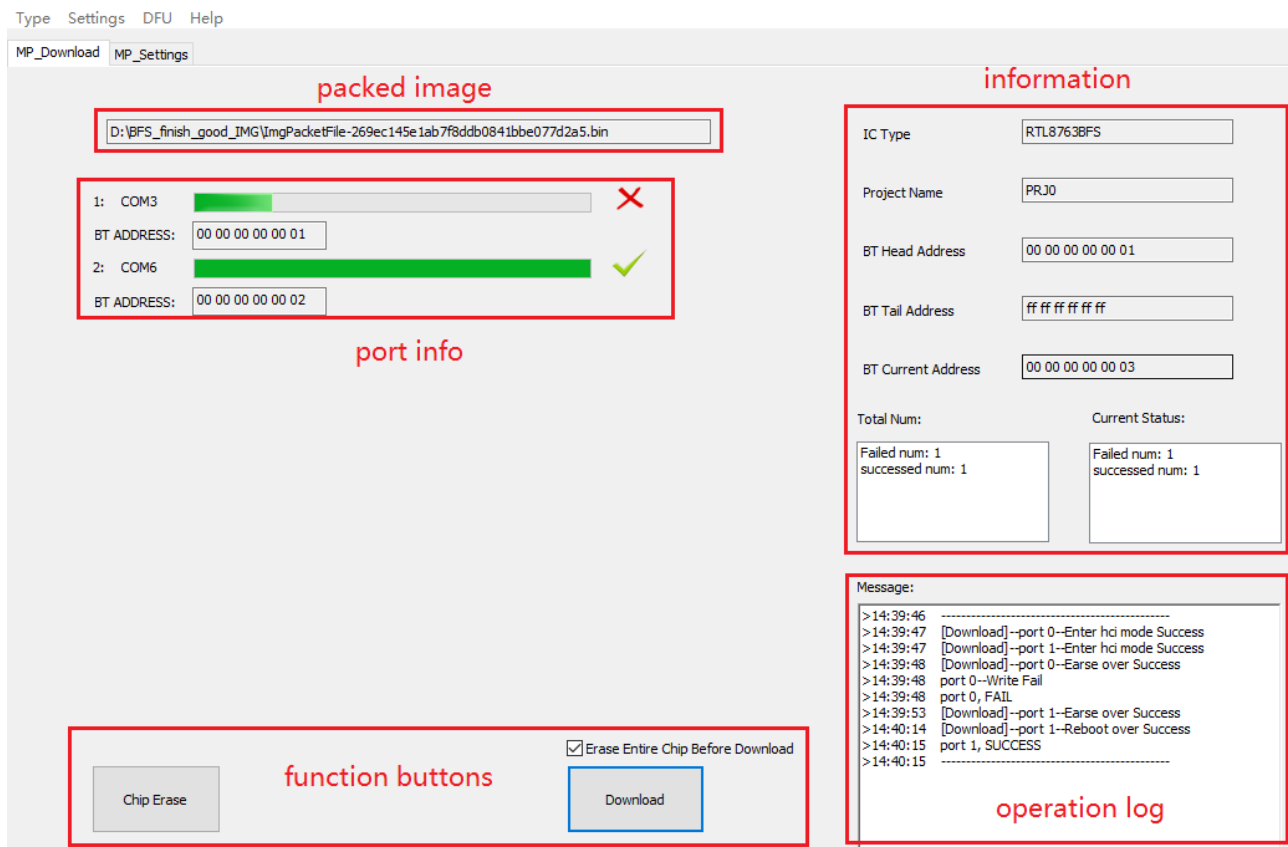 Type Settings DFU Help
MP_Download MP_Settings
packed image
D:\BFS_finish_good_IMG\ImgPacketFile-269ec145e1ab7f8ddb0841bbe077d2a5.bin
1: COM3
BT ADDRESS: 00 00 00 00 00 01
2: COM6
BT ADDRESS: 00 00 00 00 00 02
port info
information
IC Type RTL8763BFS
Project Name PRJ0
BT Head Address 00 00 00 00 00 01
BT Tail Address ff ff ff ff ff ff
BT Current Address 00 00 00 00 00 03
Total Num: Current Status:
Failed num: 1
successed num: 1
Failed num: 1
successed num: 1
Message:
>14:39:46 ----------------------------------------------
>14:39:47 [Download]--port 0--Enter hci mode Success
>14:39:47 [Download]--port 1--Enter hci mode Success
>14:39:48 [Download]--port 0--Earse over Success
>14:39:48 port 0--Write Fail
>14:39:48 port 0, FAIL
>14:39:53 [Download]--port 1--Earse over Success
>14:40:14 [Download]--port 1--Reboot over Success
>14:40:15 port 1, SUCCESS
>14:40:15 ----------------------------------------------
operation log
Erase Entire Chip Before Download
function buttons
Chip Erase
Download